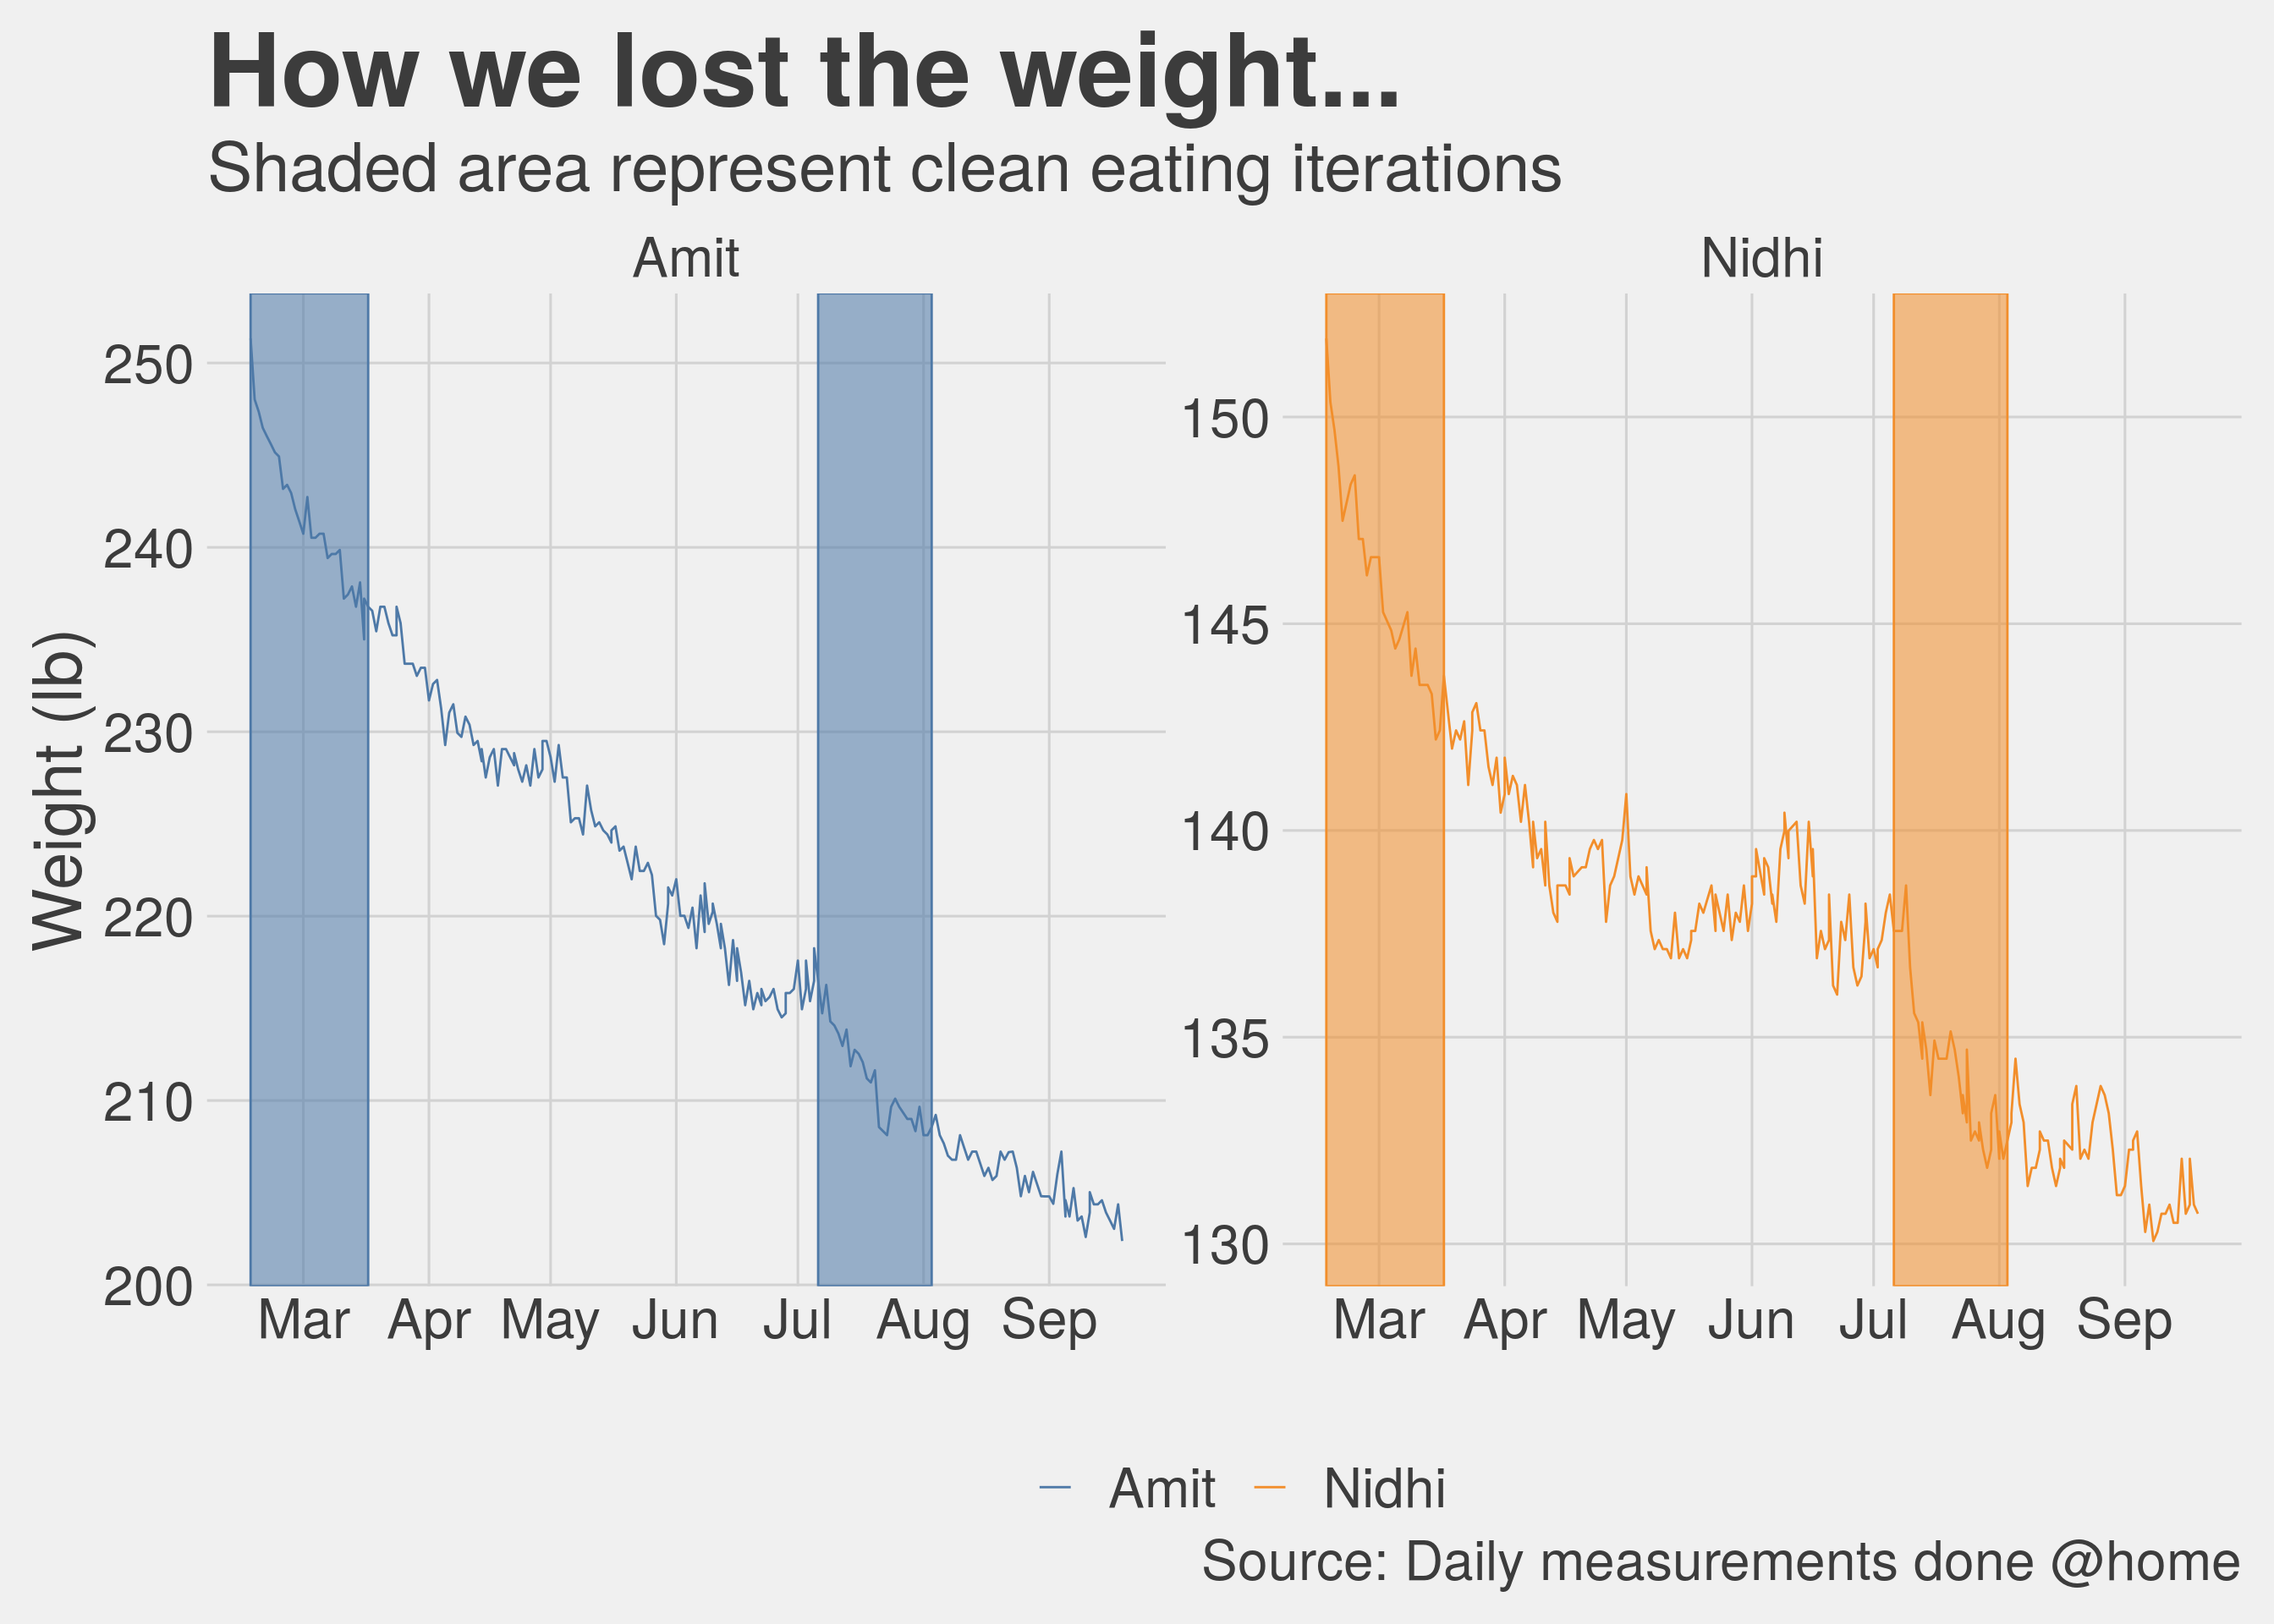 How we lost the weight...
Shaded area represent clean eating iterations
Amit
Nidhi
Weight (lb)
250
240
230
220
210
200
150
145
140
135
130
Mar Apr May Jun Jul Aug Sep
Mar Apr May Jun Jul Aug Sep
Amit Nidhi
Source: Daily measurements done @home